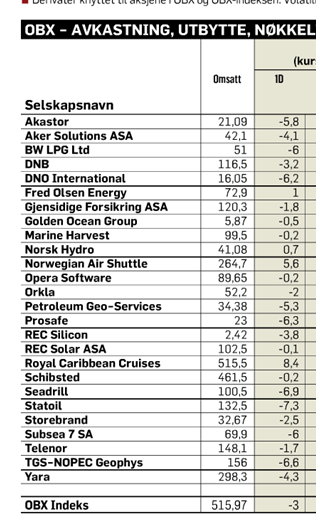 Derivater knyttet til aksjene i OBX og OBX-indeksen.
OBX – AVKASTNING, UTBYTTE, NØKKEL
(kur
Omsatt 1D
Selskapsnavn
Akastor 21,09 -5,8
Aker Solutions ASA 42,1 -4,1
BW LPG Ltd 51 -6
DNB 116,5 -3,2
DNO International 16,05 -6,2
Fred Olsen Energy 72,9 1
Gjensidige Forsikring ASA 120,3 -1,8
Golden Ocean Group 5,87 -0,5
Marine Harvest 99,5 -0,2
Norsk Hydro 41,08 0,7
Norwegian Air Shuttle 264,7 5,6
Opera Software 89,65 -0,2
Orkla 52,2 -2
Petroleum Geo-Services 34,38 -5,3
Prosafe 23 -6,3
REC Silicon 2,42 -3,8
REC Solar ASA 102,5 -0,1
Royal Caribbean Cruises 515,5 8,4
Schibsted 461,5 -0,2
Seadrill 100,5 -6,9
Statoil 132,5 -7,3
Storebrand 32,67 -2,5
Subsea 7 SA 69,9 -6
Telenor 148,1 -1,7
TGS-NOPEC Geophys 156 -6,6
Yara 298,3 -4,3
OBX Indeks 515,97 -3